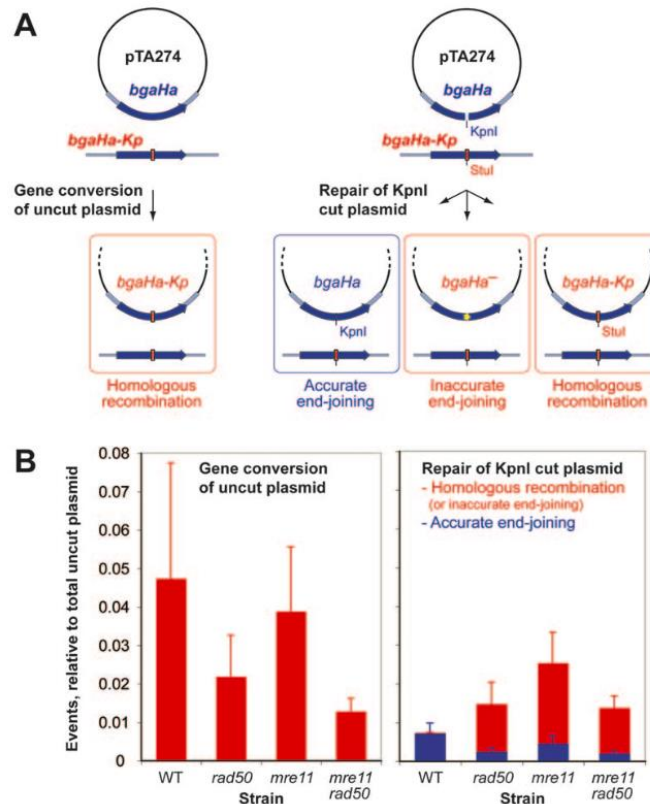 A
pTA274
bgaHa
bgaHa-Kp
Gene conversion
of uncut plasmid
bgaHa-Kp
Homologous
recombination
pTA274
bgaHa
KpnI
bgaHa-Kp
StuI
Repair of KpnI
cut plasmid
bgaHa
KpnI
Accurate
end-joining
bgaHa–
Inaccurate
end-joining
bgaHa-Kp
StuI
Homologous
recombination
B
Events, relative to total uncut plasmid
0.08
0.07
0.06
0.05
0.04
0.03
0.02
0.01
0
Gene conversion
of uncut plasmid
WT
rad50
mre11
mre11
rad50
Strain
Repair of KpnI cut plasmid
- Homologous recombination
(or inaccurate end-joining)
- Accurate end-joining
WT
rad50
mre11
mre11
rad50
Strain